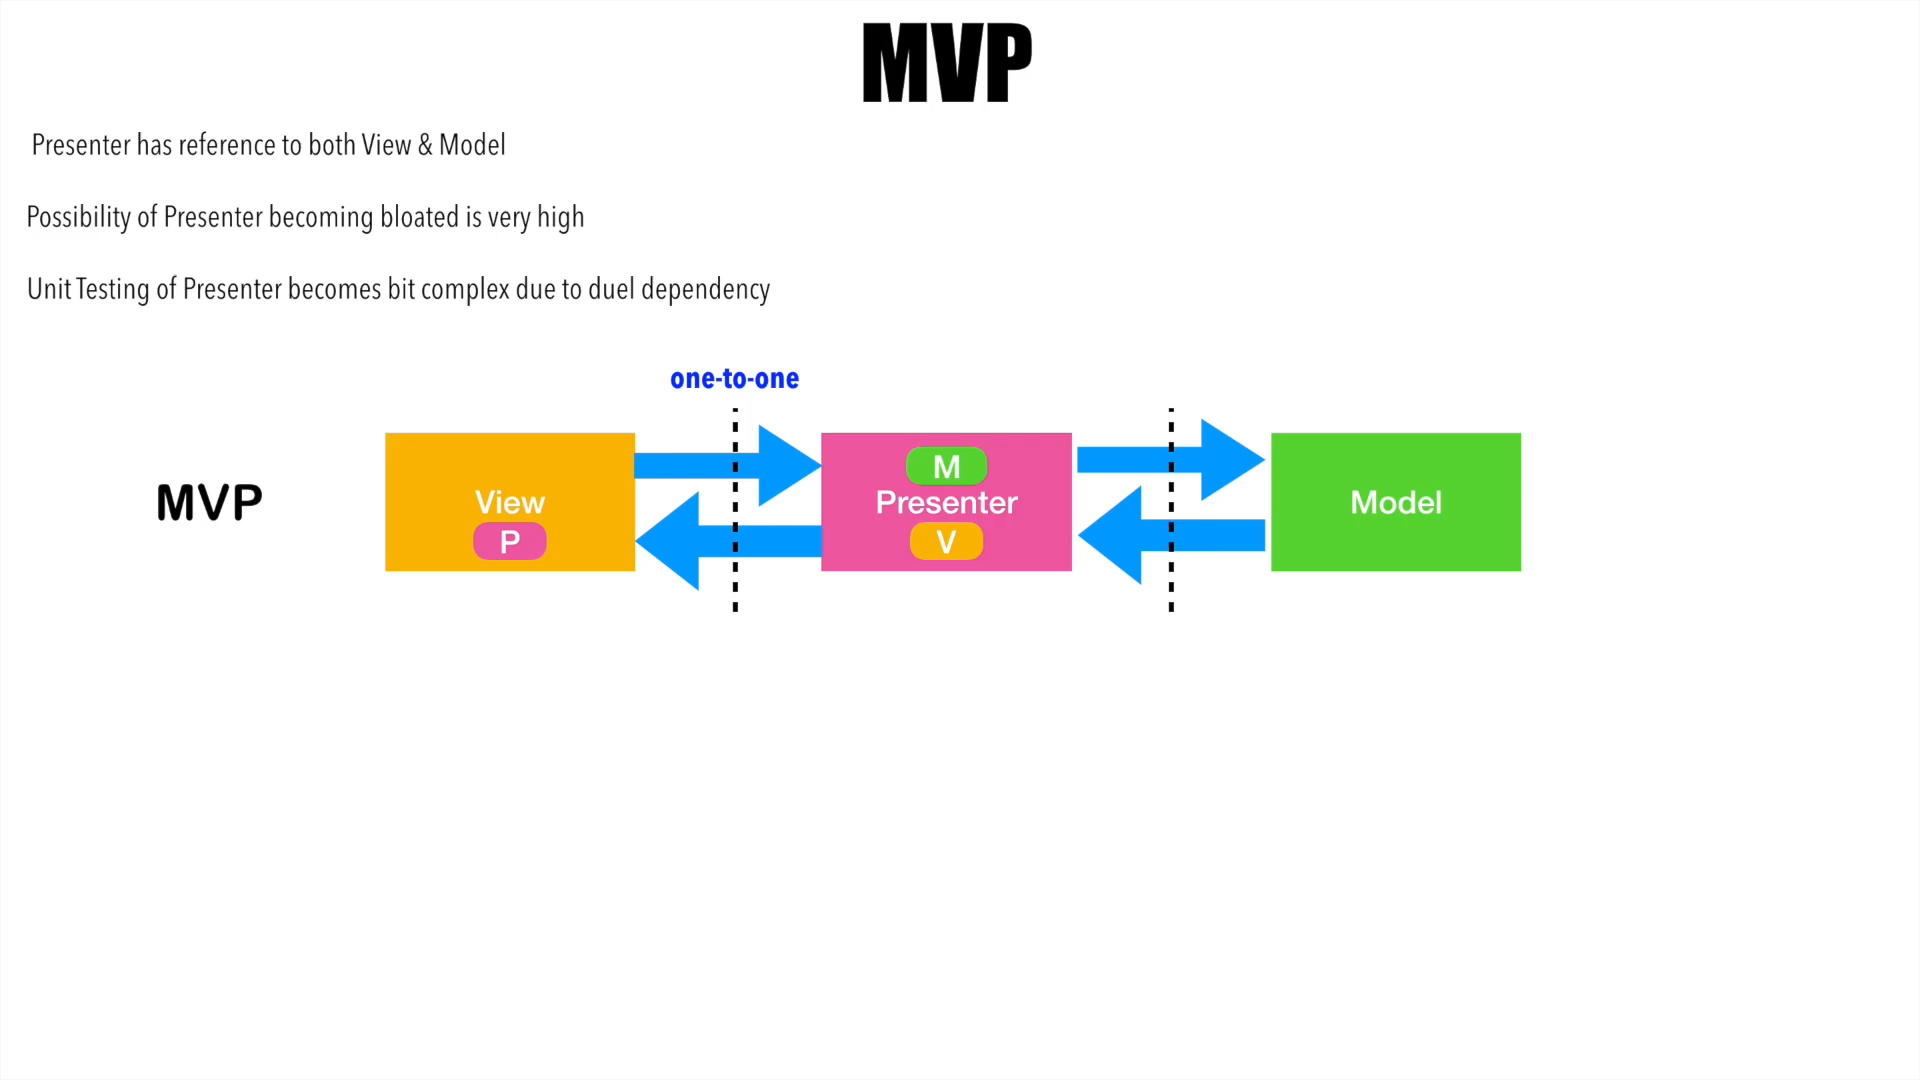 MVP
Presenter has reference to both View & Model
Possibility of Presenter becoming bloated is very high
Unit Testing of Presenter becomes bit complex due to duel dependency
one-to-one
MVP
View
P
M
Presenter
V
Model